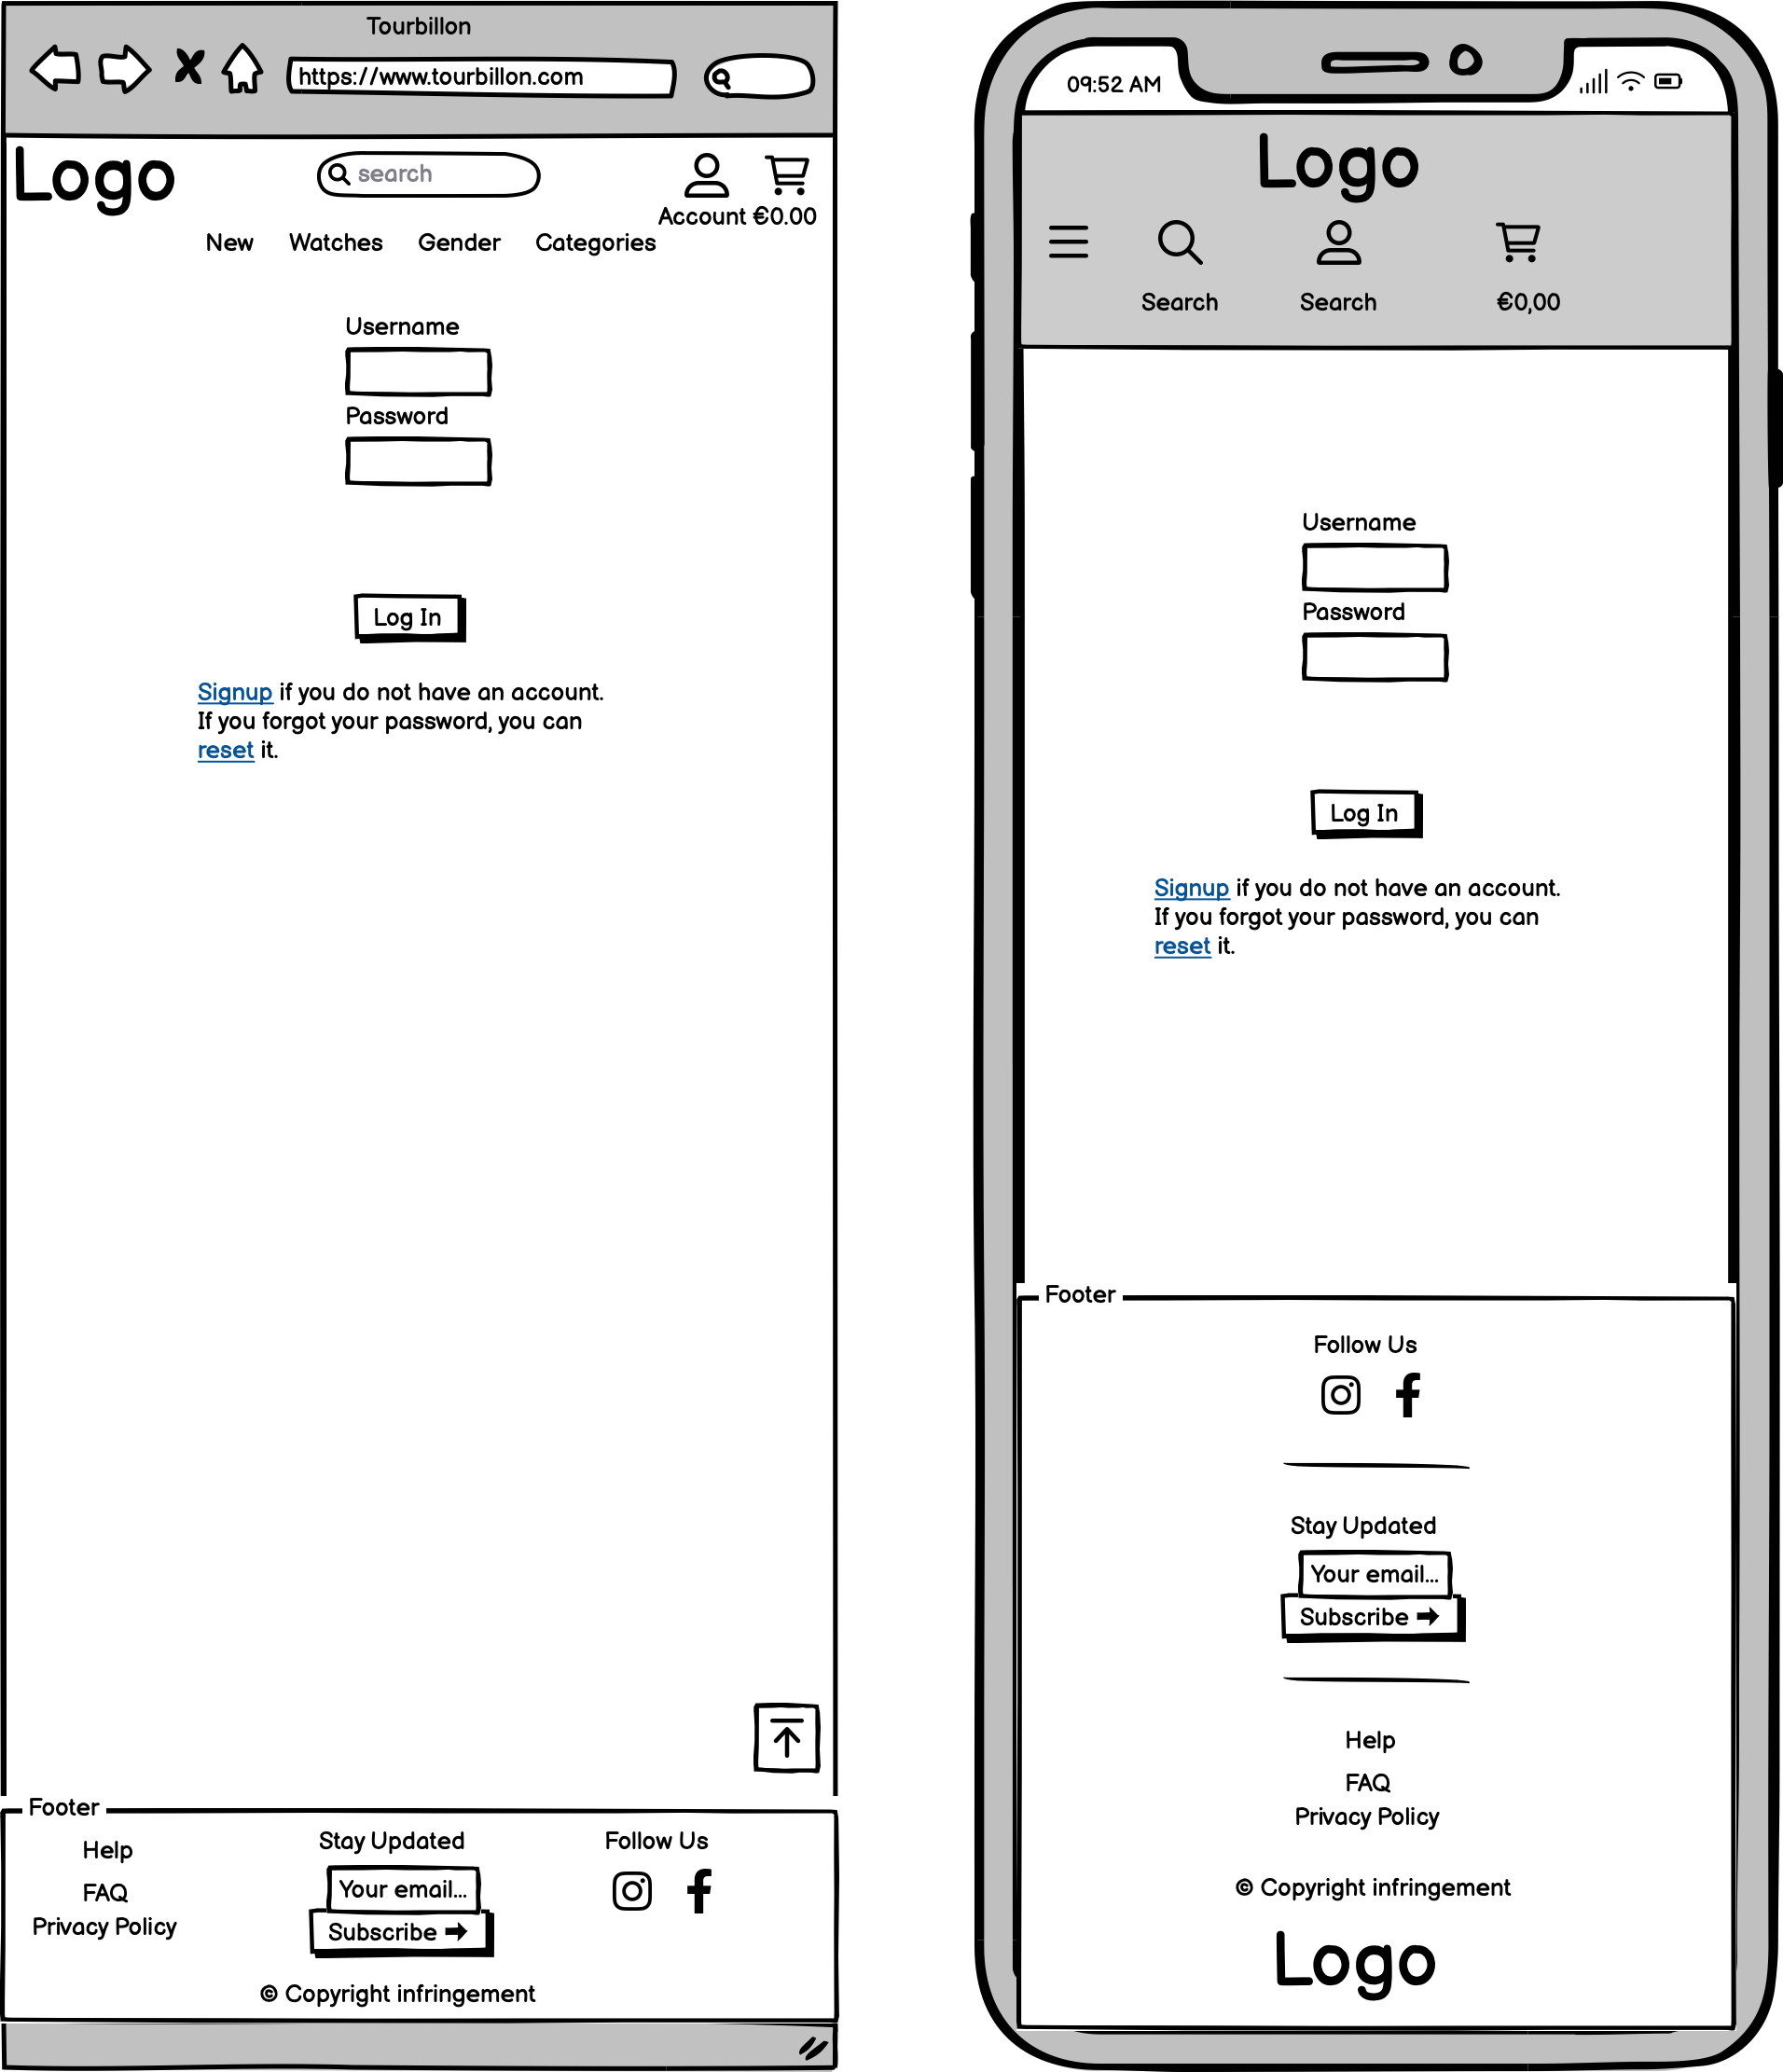 Tourbillon
https://www.tourbillon.com
Logo
search
Account €0.00
New Watches Gender Categories
Username
Password
Log In
Signup if you do not have an account.
If you forgot your password, you can
reset it.
Footer
Help
FAQ
Privacy Policy
Stay Updated
Your email...
Subscribe
Follow Us
© Copyright infringement
09:52 AM
Logo
Search Search €0,00
Username
Password
Log In
Signup if you do not have an account.
If you forgot your password, you can
reset it.
Footer
Follow Us
Stay Updated
Your email...
Subscribe
Help
FAQ
Privacy Policy
© Copyright infringement
Logo